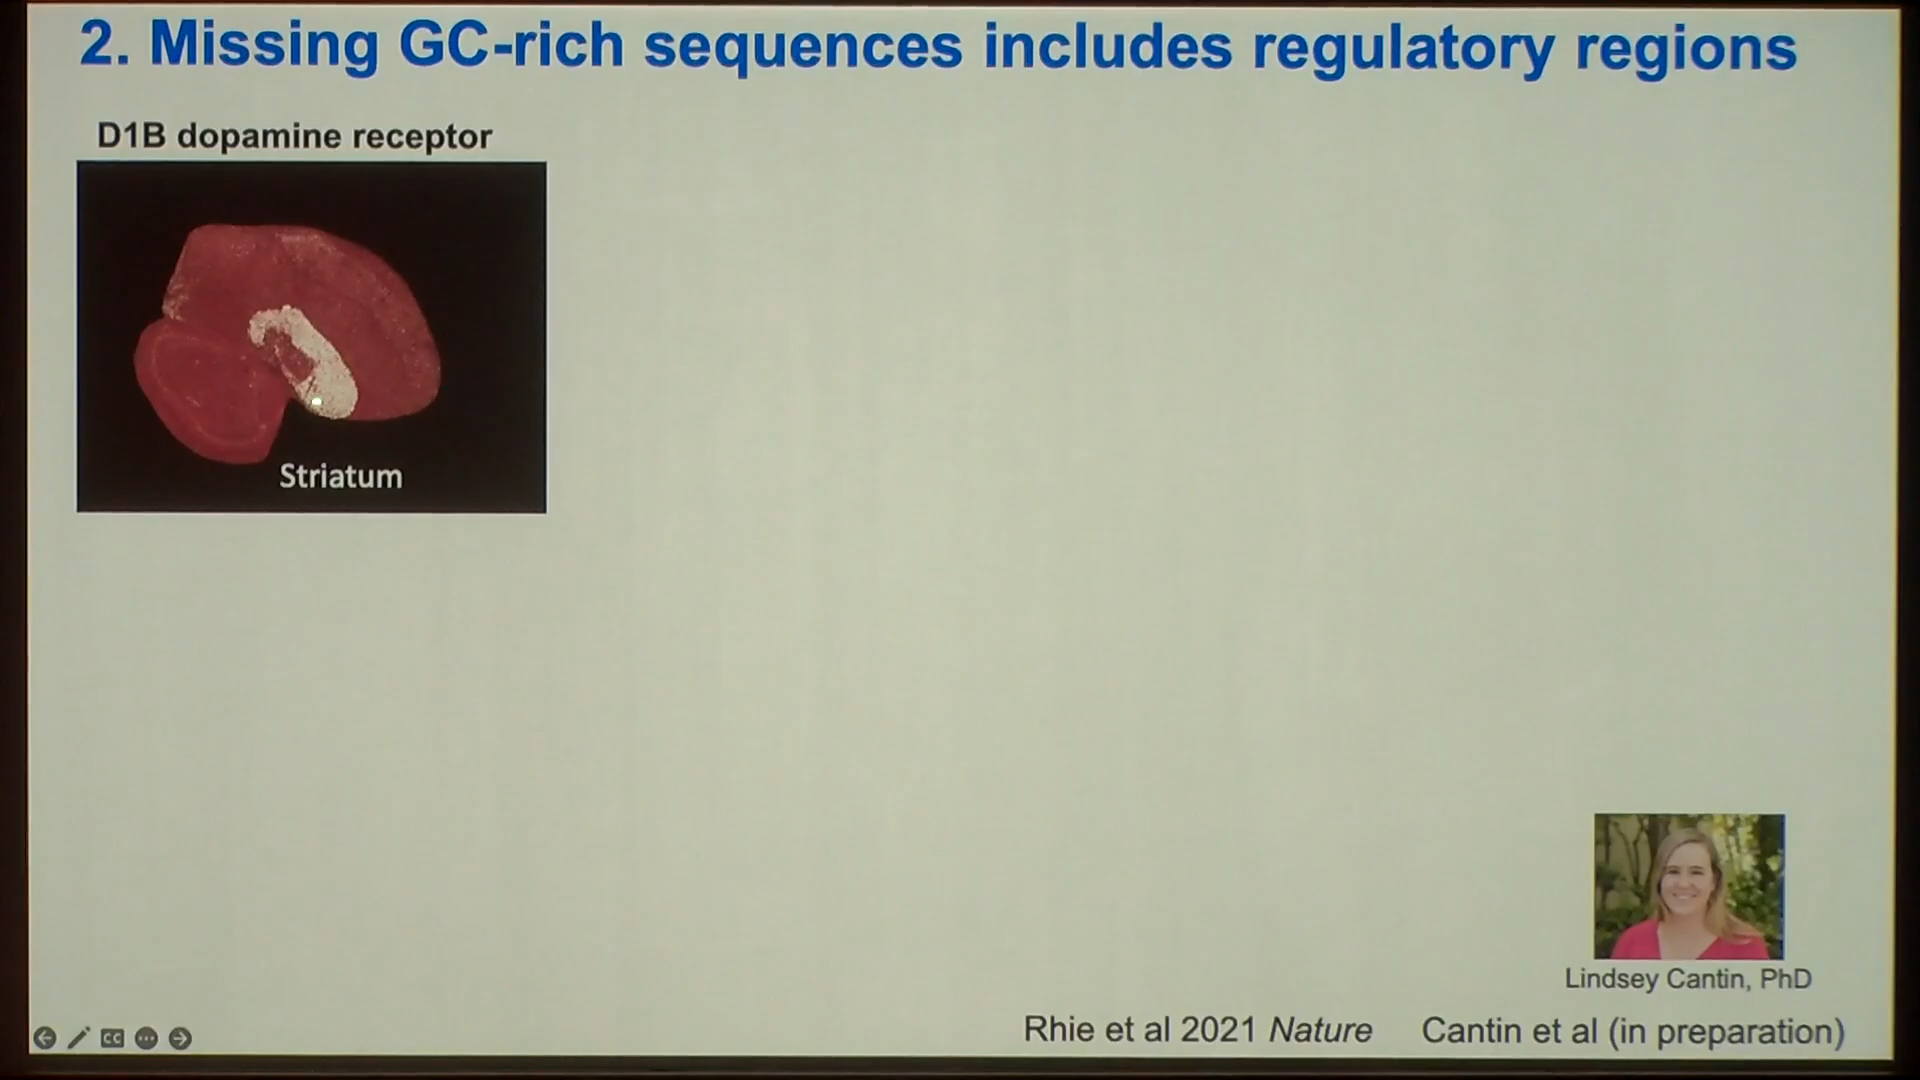 2. Missing GC-rich sequences includes regulatory regions
D1B dopamine receptor
Striatum
Lindsey Cantin, PhD
Rhie et al 2021 Nature Cantin et al (in preparation)
CC